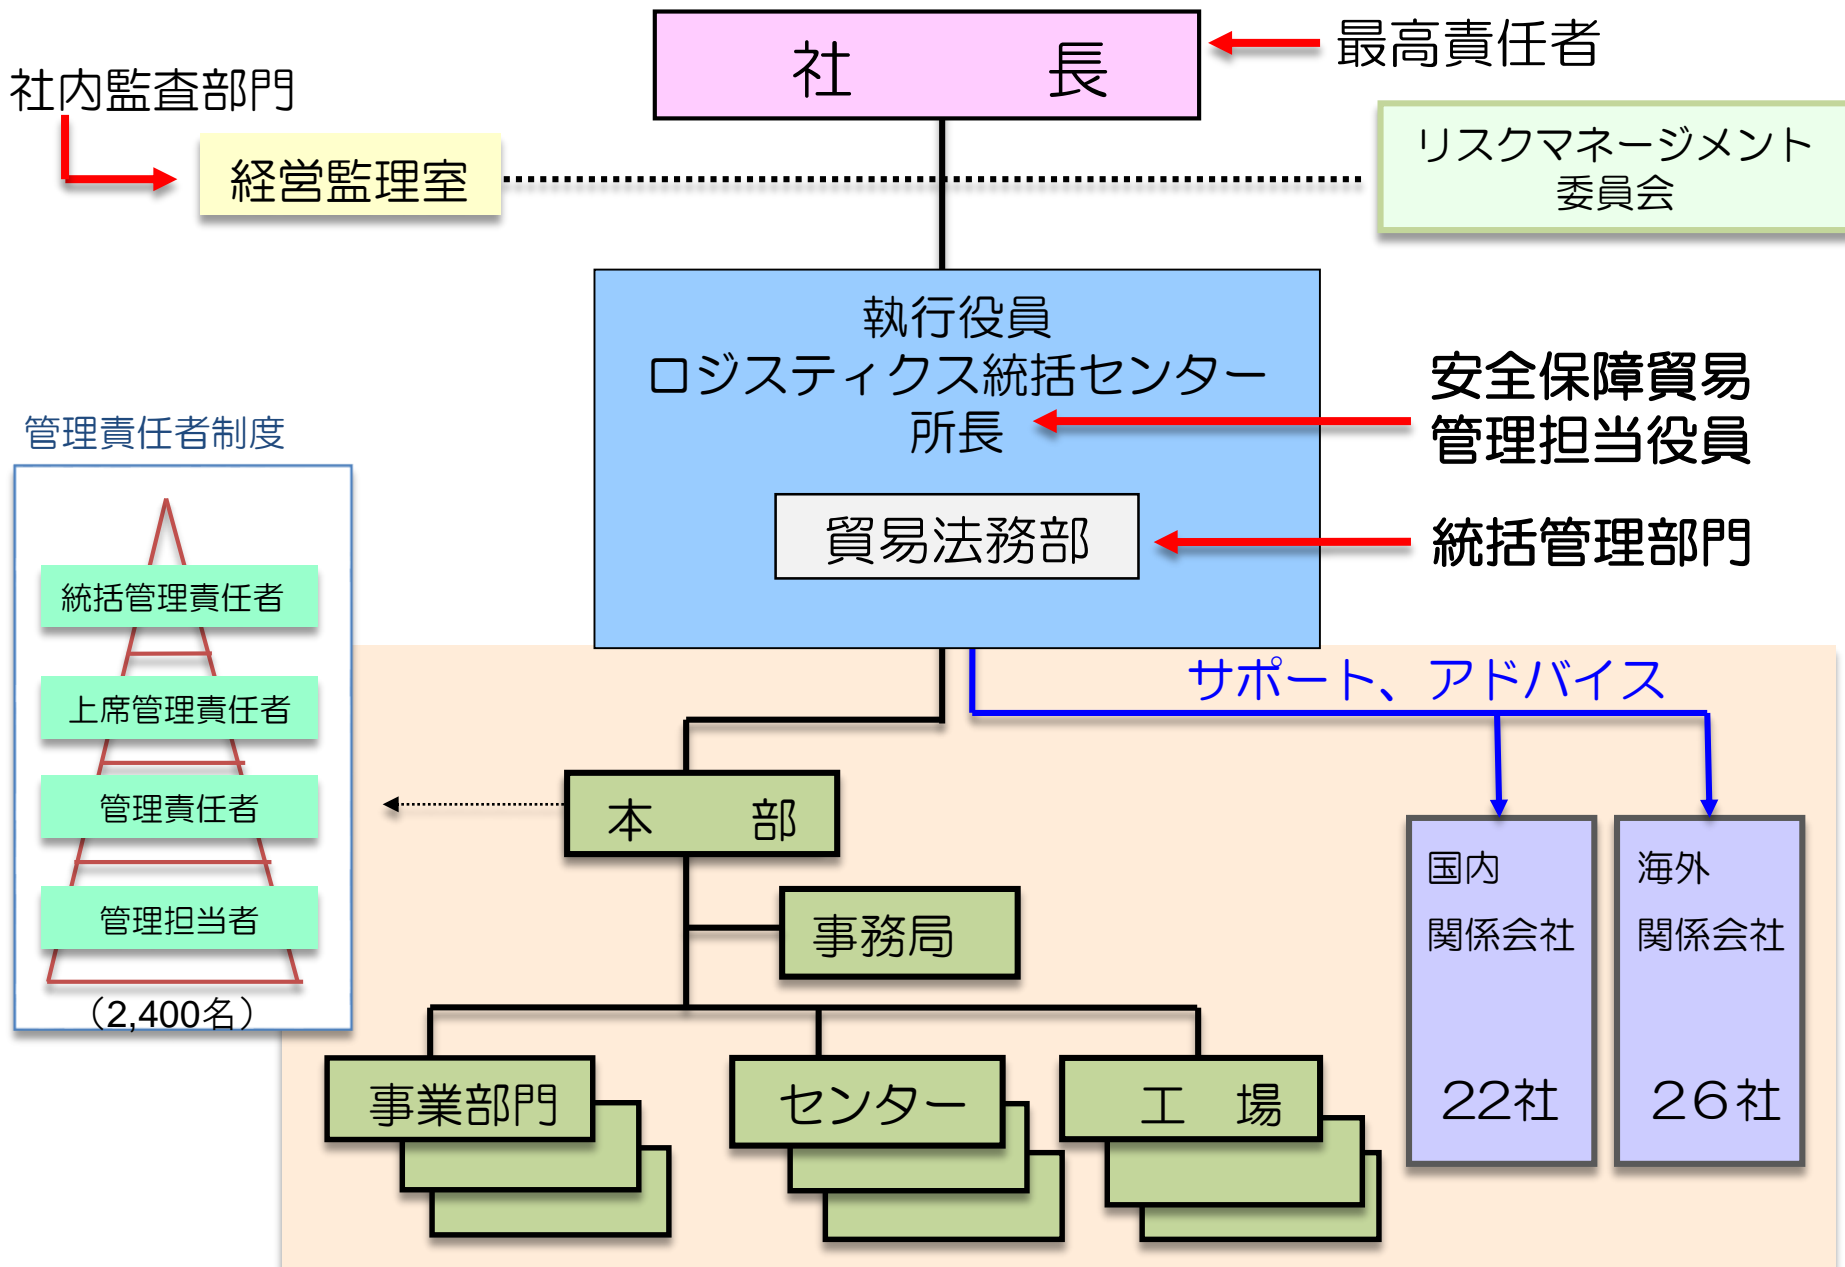 社　　　長
最高責任者
社内監査部門
経営監理室
リスクマネージメント
委員会
執行役員
ロジスティクス統括センター
所長
安全保障貿易
管理担当役員
貿易法務部
統括管理部門
管理責任者制度
統括管理責任者
上席管理責任者
管理責任者
管理担当者
（2,400名）
サポート、アドバイス
本　　部
事務局
事業部門
センター
工　場
国内
関係会社
22社
海外
関係会社
26社